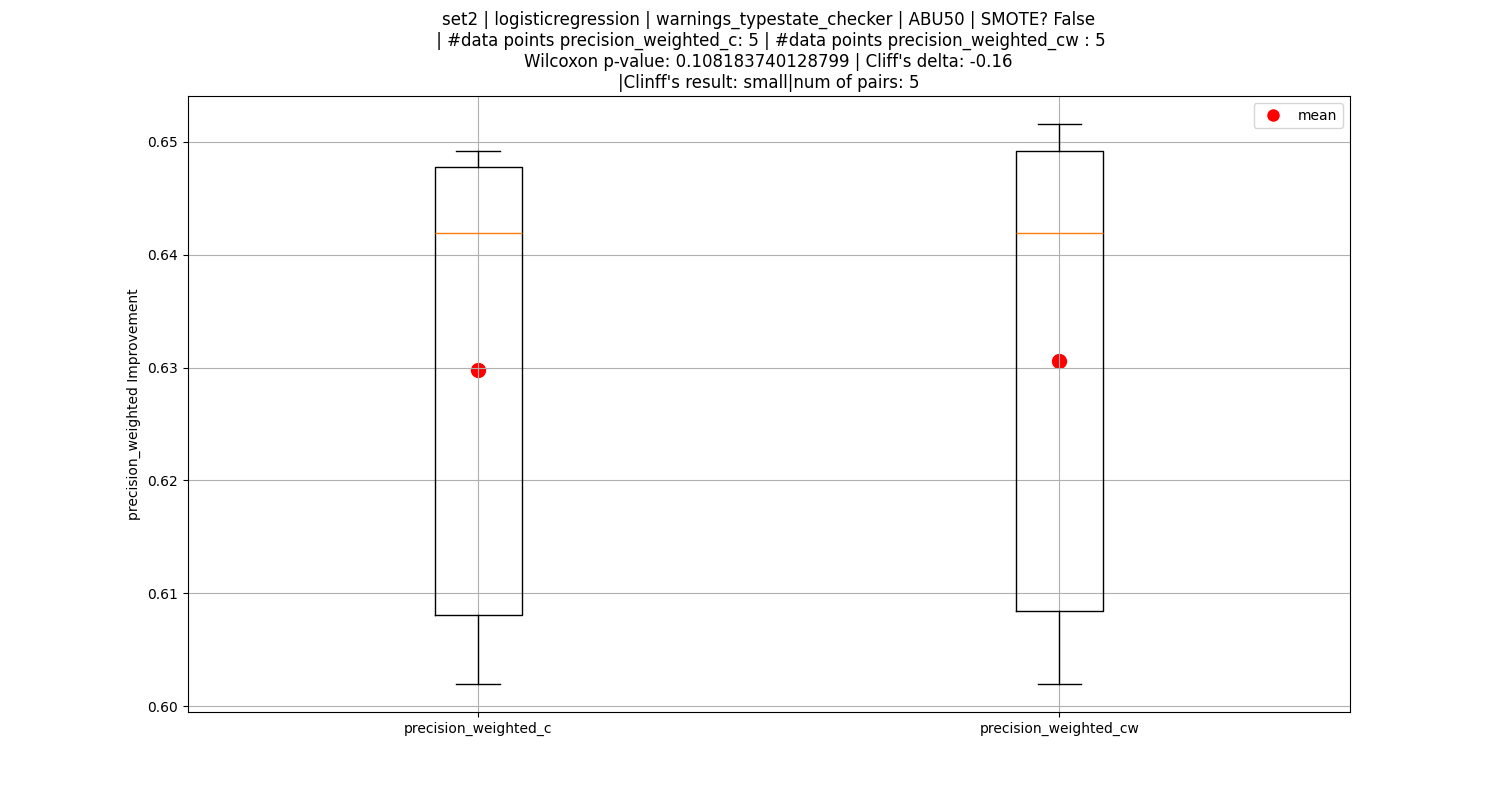 set2 | logisticregression | warnings_typestate_checker | ABU50 | SMOTE? False
| #data points precision_weighted_c: 5 | #data points precision_weighted_cw : 5
Wilcoxon p-value: 0.108183740128799 | Cliff's delta: -0.16
|Clinff's result: small|num of pairs: 5
mean
0.65
0.64
0.63
0.62
0.61
0.60
precision_weighted Improvement
precision_weighted_c
precision_weighted_cw